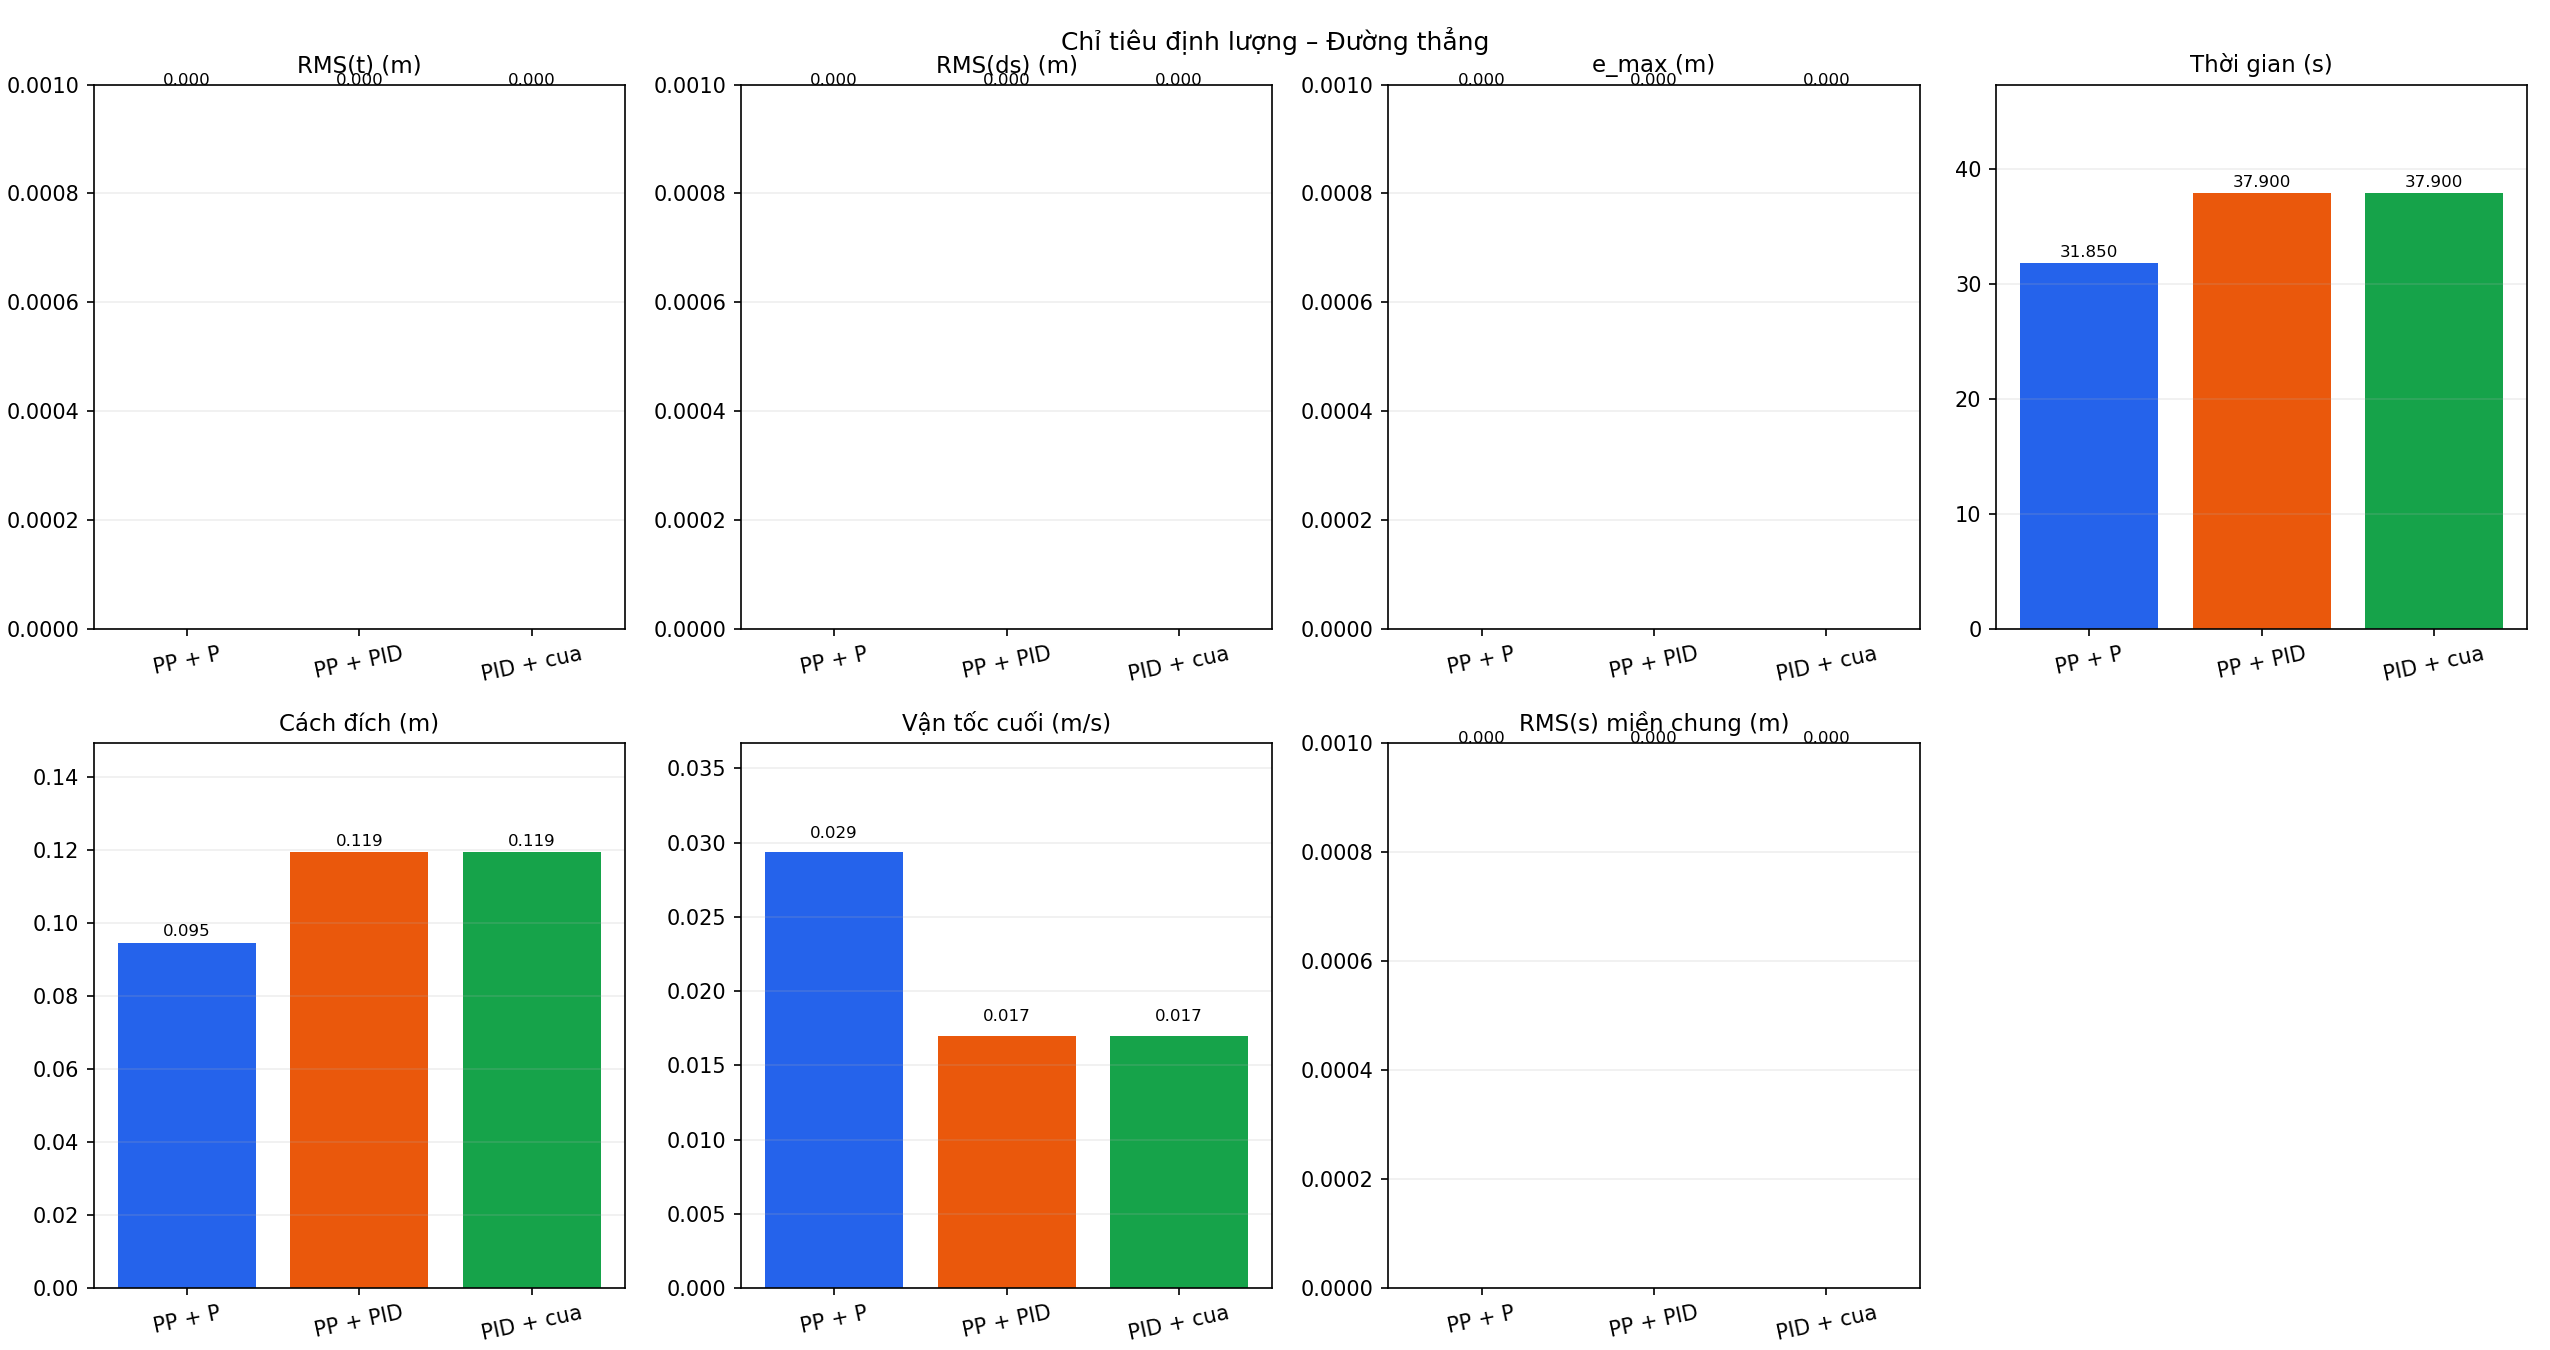 Chỉ tiêu định lượng – Đường thẳng
RMS(t) (m)
0.000 0.000 0.000
0.0010
0.0008
0.0006
0.0004
0.0002
0.0000
PP + P PP + PID PID + cua
RMS(ds) (m)
0.000 0.000 0.000
0.0010
0.0008
0.0006
0.0004
0.0002
0.0000
PP + P PP + PID PID + cua
e_max (m)
0.000 0.000 0.000
0.0010
0.0008
0.0006
0.0004
0.0002
0.0000
PP + P PP + PID PID + cua
Thời gian (s)
40
30
20
10
0
31.850 37.900 37.900
PP + P PP + PID PID + cua
Cách đích (m)
0.14
0.12
0.10
0.08
0.06
0.04
0.02
0.00
0.095 0.119 0.119
PP + P PP + PID PID + cua
Vận tốc cuối (m/s)
0.035
0.030
0.025
0.020
0.015
0.010
0.005
0.000
0.029 0.017 0.017
PP + P PP + PID PID + cua
RMS(s) miền chung (m)
0.000 0.000 0.000
0.0010
0.0008
0.0006
0.0004
0.0002
0.0000
PP + P PP + PID PID + cua